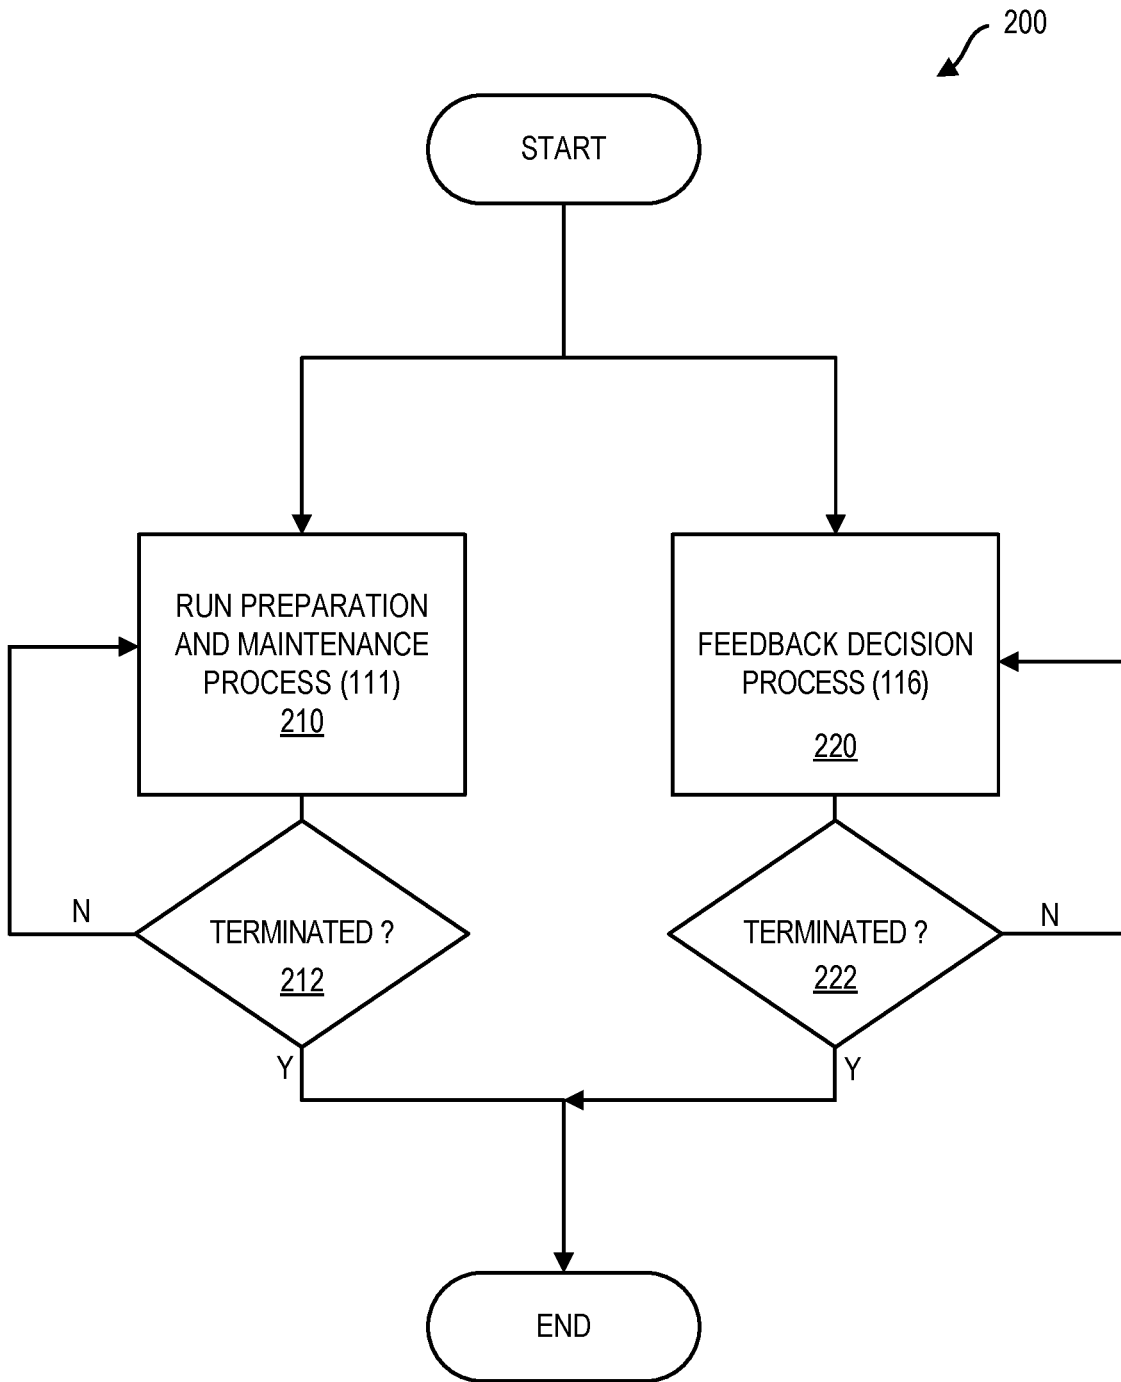 200
START
RUN PREPARATION
AND MAINTENANCE
PROCESS (111)
210
FEEDBACK DECISION
PROCESS (116)
220
N
TERMINATED ?
212
Y
TERMINATED ?
222
N
Y
END